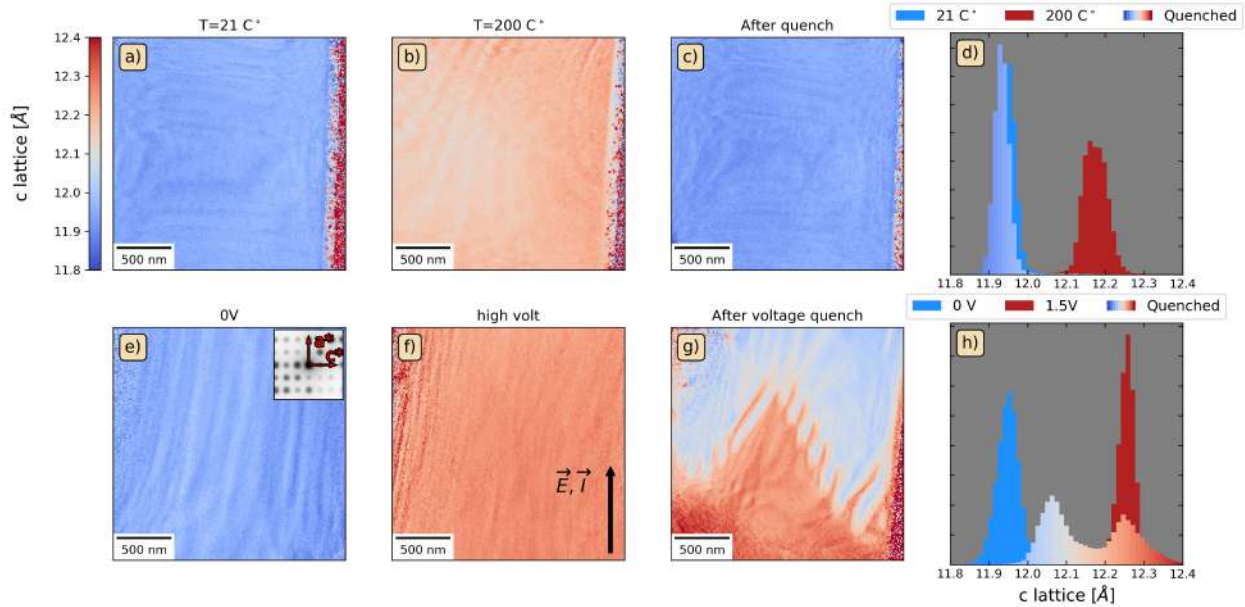 T=21 C°
T=200 C°
After quench
21 C°
200 C°
Quenched
12.4
12.3
12.2
12.1
12.0
11.9
11.8
c lattice [Å]
a)
500 nm
b)
500 nm
c)
500 nm
d)
11.8 11.9 12.0 12.1 12.2 12.3 12.4
0V
high volt
After voltage quench
0 V
1.5V
Quenched
e)
a*
c*
500 nm
f)
E, I
500 nm
g)
500 nm
h)
11.8 11.9 12.0 12.1 12.2 12.3 12.4
c lattice [Å]